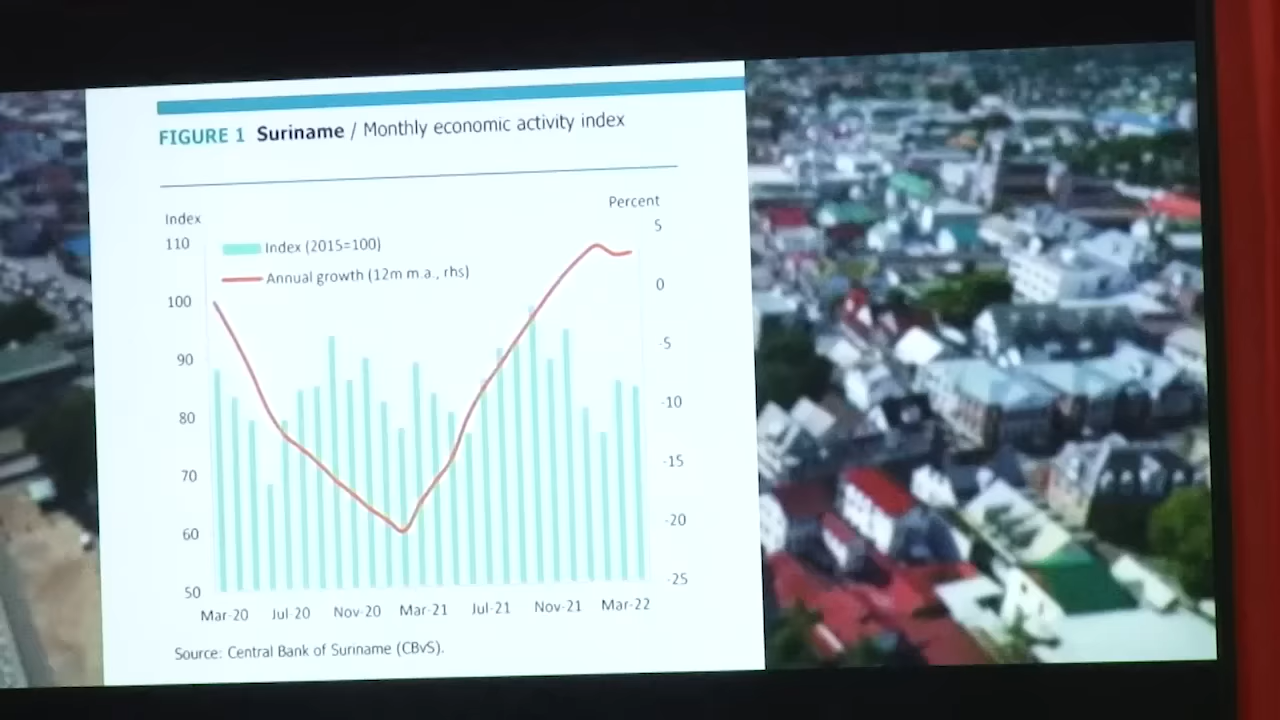 FIGURE 1 Suriname / Monthly economic activity index
Index
Percent
110
100
90
80
70
60
50
Index (2015=100)
Annual growth (12m m.a., rhs)
5
0
-5
-10
-15
-20
-25
Mar-20 Jul-20 Nov-20 Mar-21 Jul-21 Nov-21 Mar-22
Source: Central Bank of Suriname (CBvS).